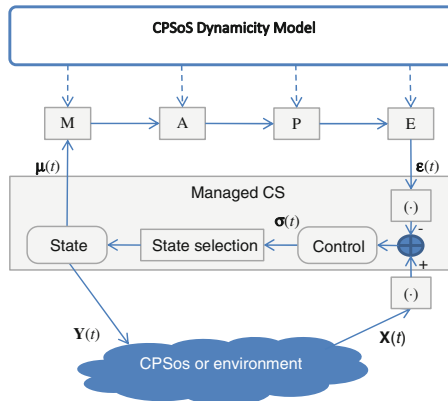 CPSoS Dynamicity Model
M A P E
μ(t) ε(t)
Managed CS
(·)
σ(t) -
State State selection Control
+
(·)
Y(t) X(t)
CPSos or environment